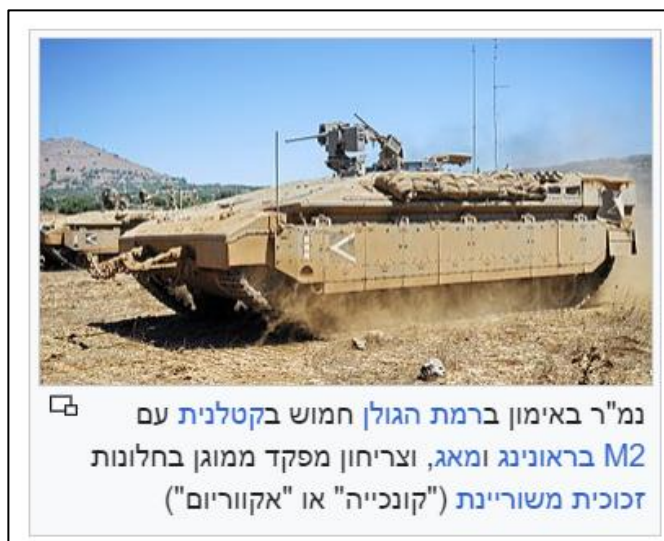 נמ"ר באימון ברמת הגולן חמוש בקטלנית עם
M2 בראונינג ומאג, וצריחון מפקד ממוגן בחלונות
זכוכית משוריינת ("קונכייה" או "אקווריום")